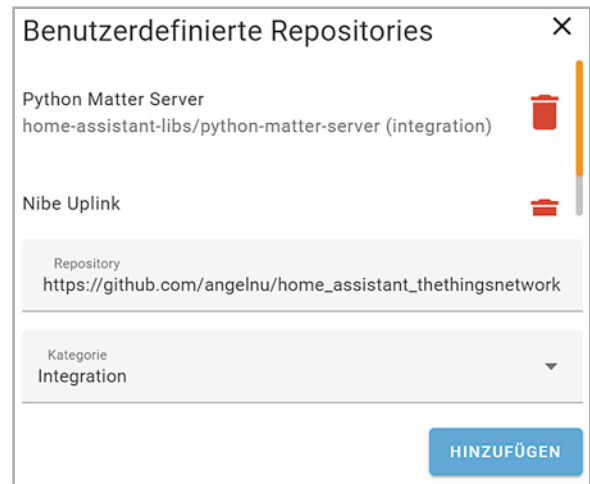 Benutzerdefinierte Repositories
Python Matter Server
home-assistant-libs/python-matter-server (integration)
Nibe Uplink
Repository
https://github.com/angelnu/home_assistant_thethingsnetwork
Kategorie
Integration
HINZUFÜGEN